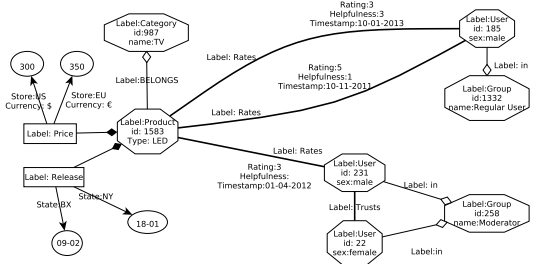 Label:Category
id:987
name:TV
Rating:3
Helpfulness:3
Timestamp:10-01-2013
Label:User
id: 185
sex:male
Label: Rates
300
350
Store:US
Currency: $
Store:EU
Currency: €
Label:BELONGS
Rating:5
Helpfulness:1
Timestamp:10-11-2011
Label: in
Label:Group
id:1332
name:Regular User
Label: Rates
Label: Price
Label:Product
id: 1583
Type: LED
Label: Rates
Rating:3
Helpfulness:
Timestamp:01-04-2012
Label:User
id: 231
sex:male
Label: in
Label: Release
State:BX
State:NY
18-01
09-02
Label: Trusts
Label:Group
id:258
name:Moderator
Label:User
id: 22
sex:female
Label:in